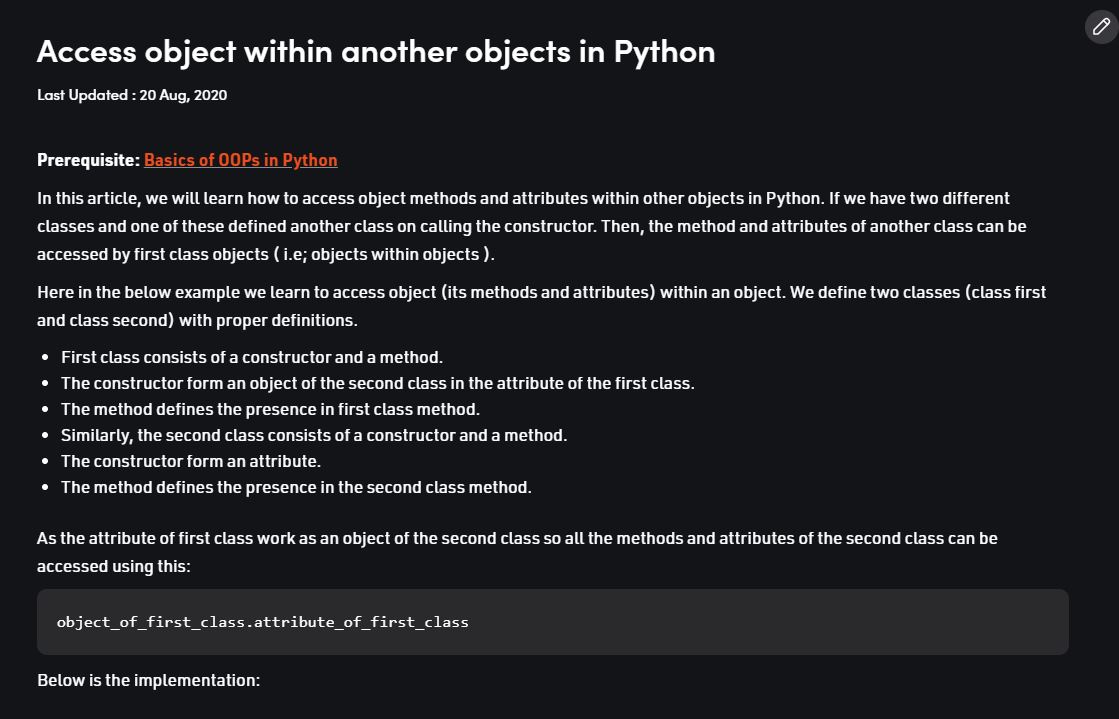 Access object within another objects in Python
Last Updated : 20 Aug, 2020
Prerequisite: Basics of OOPs in Python
In this article, we will learn how to access object methods and attributes within other objects in Python. If we have two different
classes and one of these defined another class on calling the constructor. Then, the method and attributes of another class can be
accessed by first class objects ( i.e; objects within objects ).
Here in the below example we learn to access object (its methods and attributes) within an object. We define two classes (class first
and class second) with proper definitions.
• First class consists of a constructor and a method.
• The constructor form an object of the second class in the attribute of the first class.
• The method defines the presence in first class method.
• Similarly, the second class consists of a constructor and a method.
• The constructor form an attribute.
• The method defines the presence in the second class method.
As the attribute of first class work as an object of the second class so all the methods and attributes of the second class can be
accessed using this:
object_of_first_class.attribute_of_first_class
Below is the implementation: